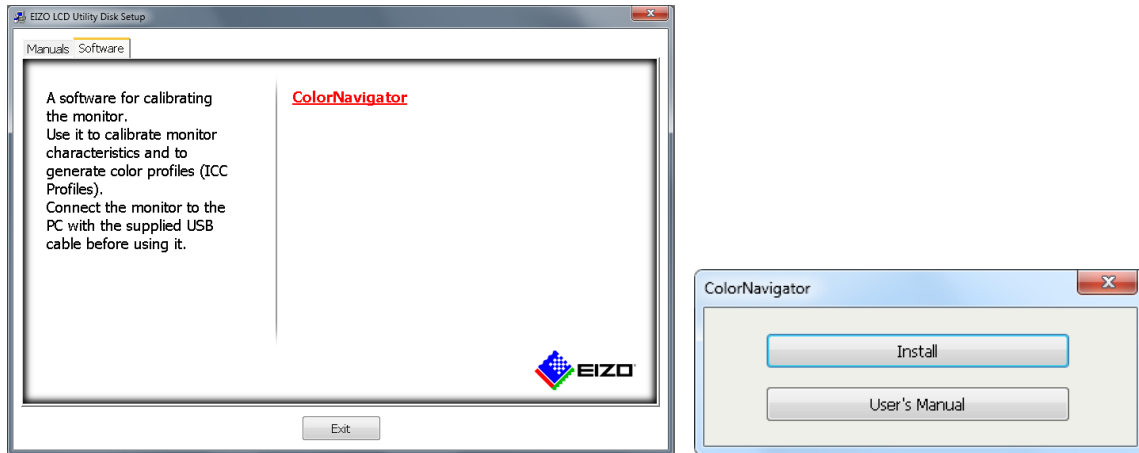 EIZO LCD Utility Disk Setup
Manuals Software
A software for calibrating
the monitor.
Use it to calibrate monitor
characteristics and to
generate color profiles (ICC
Profiles).
Connect the monitor to the
PC with the supplied USB
cable before using it.
ColorNavigator
EIZO
Exit
ColorNavigator
Install
User's Manual